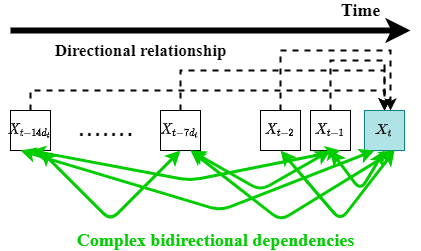 Time
Directional relationship
X_{t−14d_t} ....... X_{t−7d_t} X_{t−2} X_{t−1} X_t
Complex bidirectional dependencies